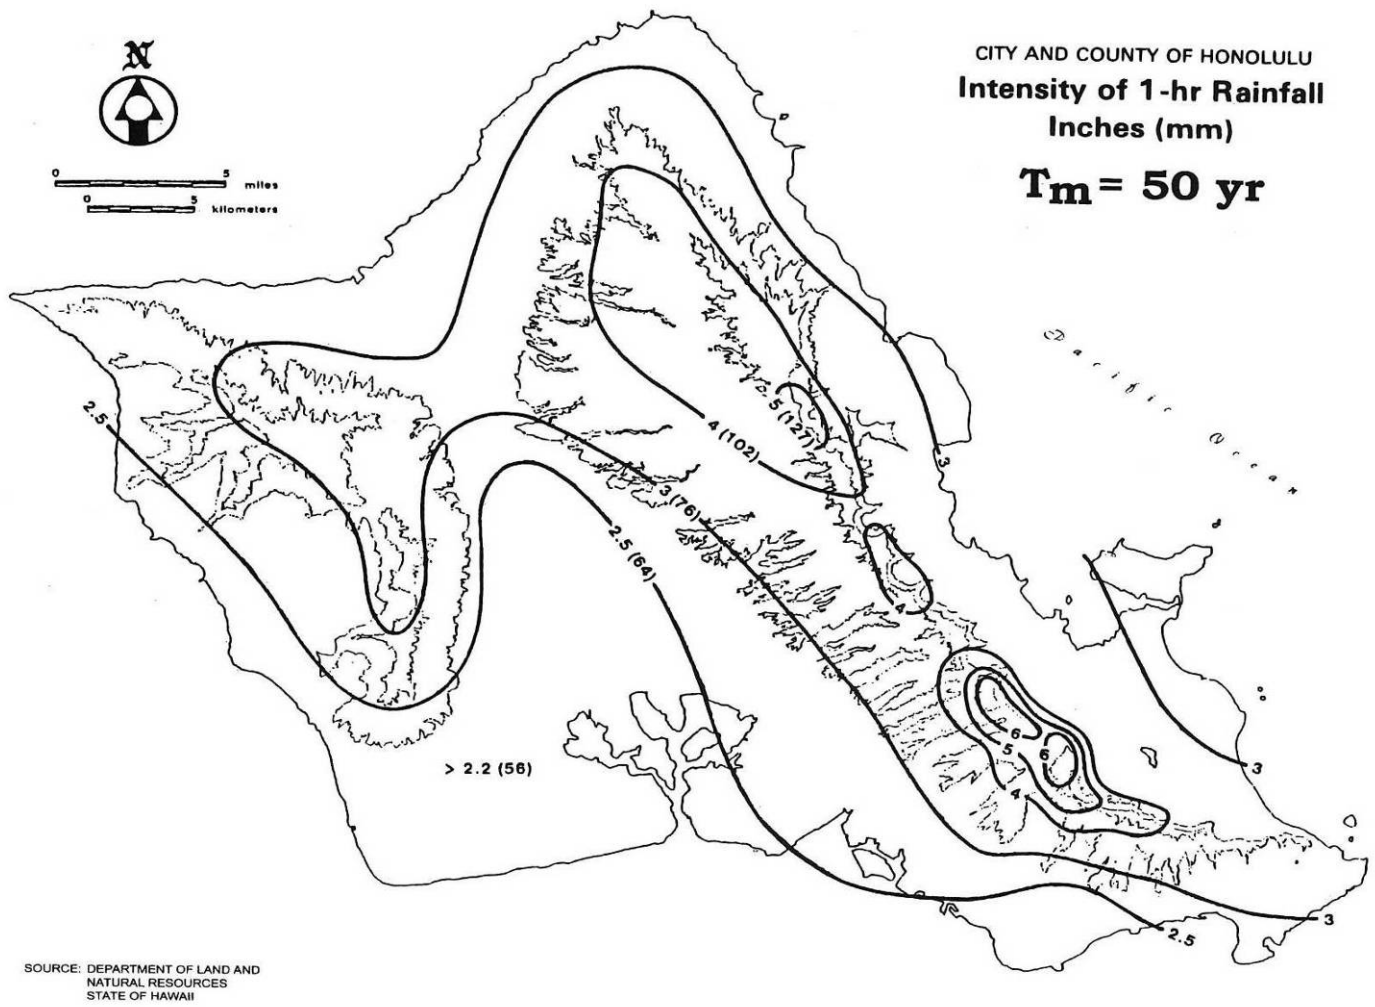 N
CITY AND COUNTY OF HONOLULU
Intensity of 1-hr Rainfall
Inches (mm)
Tm = 50 yr
0 5 miles
0 5 kilometers
Pacific Ocean
2.5
5 (127)
4 (102)
3
3 (76)
2.5 (64)
4
6
5
6
4
> 2.2 (56)
3
3
2.5
SOURCE: DEPARTMENT OF LAND AND
NATURAL RESOURCES
STATE OF HAWAII